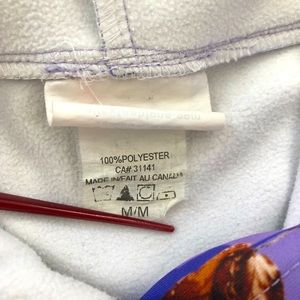 100%POLYESTER
CA# 31141
MADE IN/FAIT AU CANADA
M/M